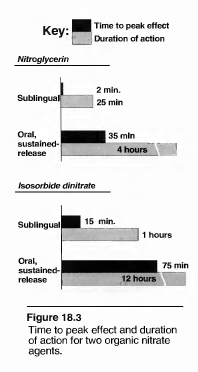 Key:
Time to peak effect
Duration of action
Nitroglycerin
Sublingual
2 min.
25 min
Oral,
sustained-
release
35 min
4 hours
Isosorbide dinitrate
Sublingual
15 min.
1 hours
Oral,
sustained-
release
75 min
12 hours
Figure 18.3
Time to peak effect and duration
of action for two organic nitrate
agents.